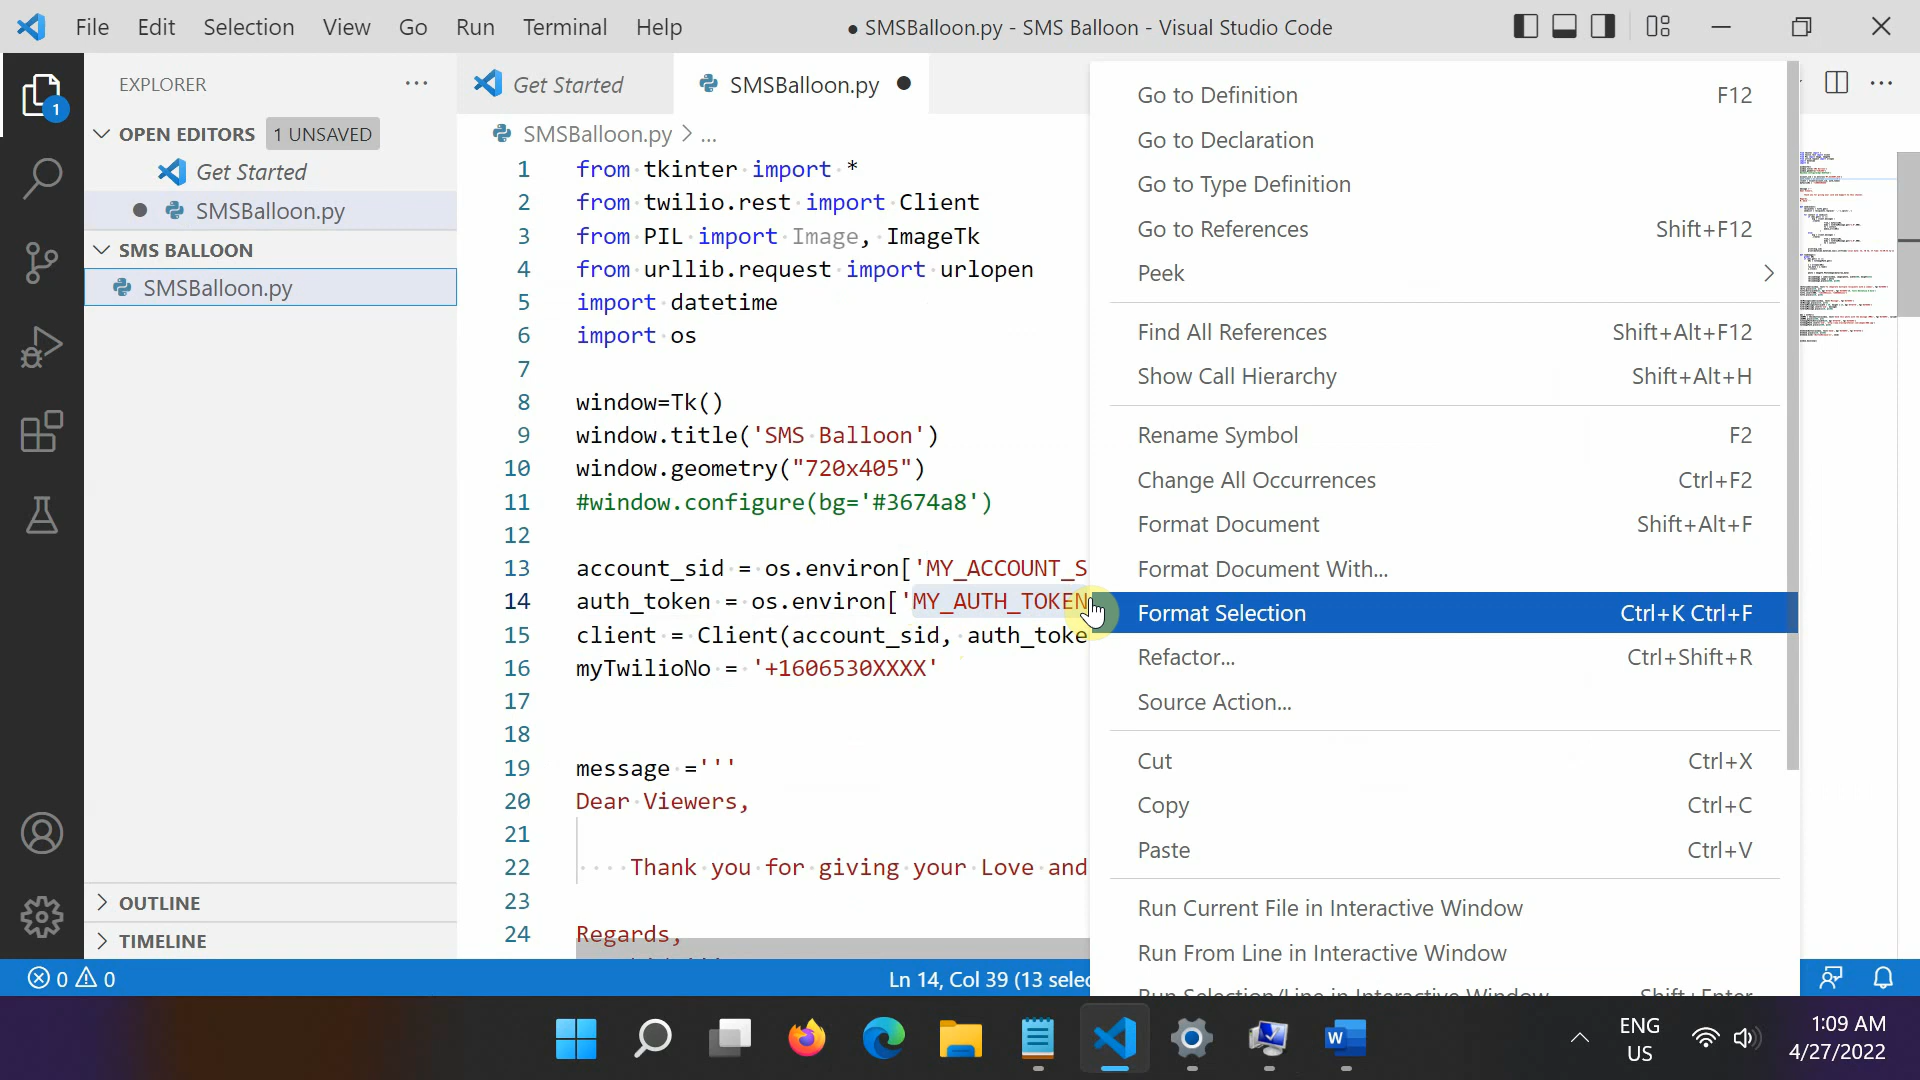 File Edit Selection View Go Run Terminal Help
● SMSBalloon.py - SMS Balloon - Visual Studio Code
EXPLORER
1
OPEN EDITORS 1 UNSAVED
Get Started
SMSBalloon.py
SMS BALLOON
SMSBalloon.py
OUTLINE
TIMELINE
Get Started
SMSBalloon.py
SMSBalloon.py > ...
1 from tkinter import *
2 from twilio.rest import Client
3 from PIL import Image, ImageTk
4 from urllib.request import urlopen
5 import datetime
6 import os
7
8 window=Tk()
9 window.title('SMS Balloon')
10 window.geometry("720x405")
11 #window.configure(bg='#3674a8')
12
13 account_sid = os.environ['MY_ACCOUNT_S
14 auth_token = os.environ['MY_AUTH_TOKEN
15 client = Client(account_sid, auth_toke
16 myTwilioNo = '+1606530XXXX'
17
18
19 message ='''
20 Dear Viewers,
21
22 Thank you for giving your Love and
23
24 Regards,
Go to Definition F12
Go to Declaration
Go to Type Definition
Go to References Shift+F12
Peek
Find All References Shift+Alt+F12
Show Call Hierarchy Shift+Alt+H
Rename Symbol F2
Change All Occurrences Ctrl+F2
Format Document Shift+Alt+F
Format Document With...
Format Selection Ctrl+K Ctrl+F
Refactor... Ctrl+Shift+R
Source Action...
Cut Ctrl+X
Copy Ctrl+C
Paste Ctrl+V
Run Current File in Interactive Window
Run From Line in Interactive Window
Run Selection/Line in Interactive Window Shift+Enter
0 0
Ln 14, Col 39 (13 selec
ENG
US
1:09 AM
4/27/2022